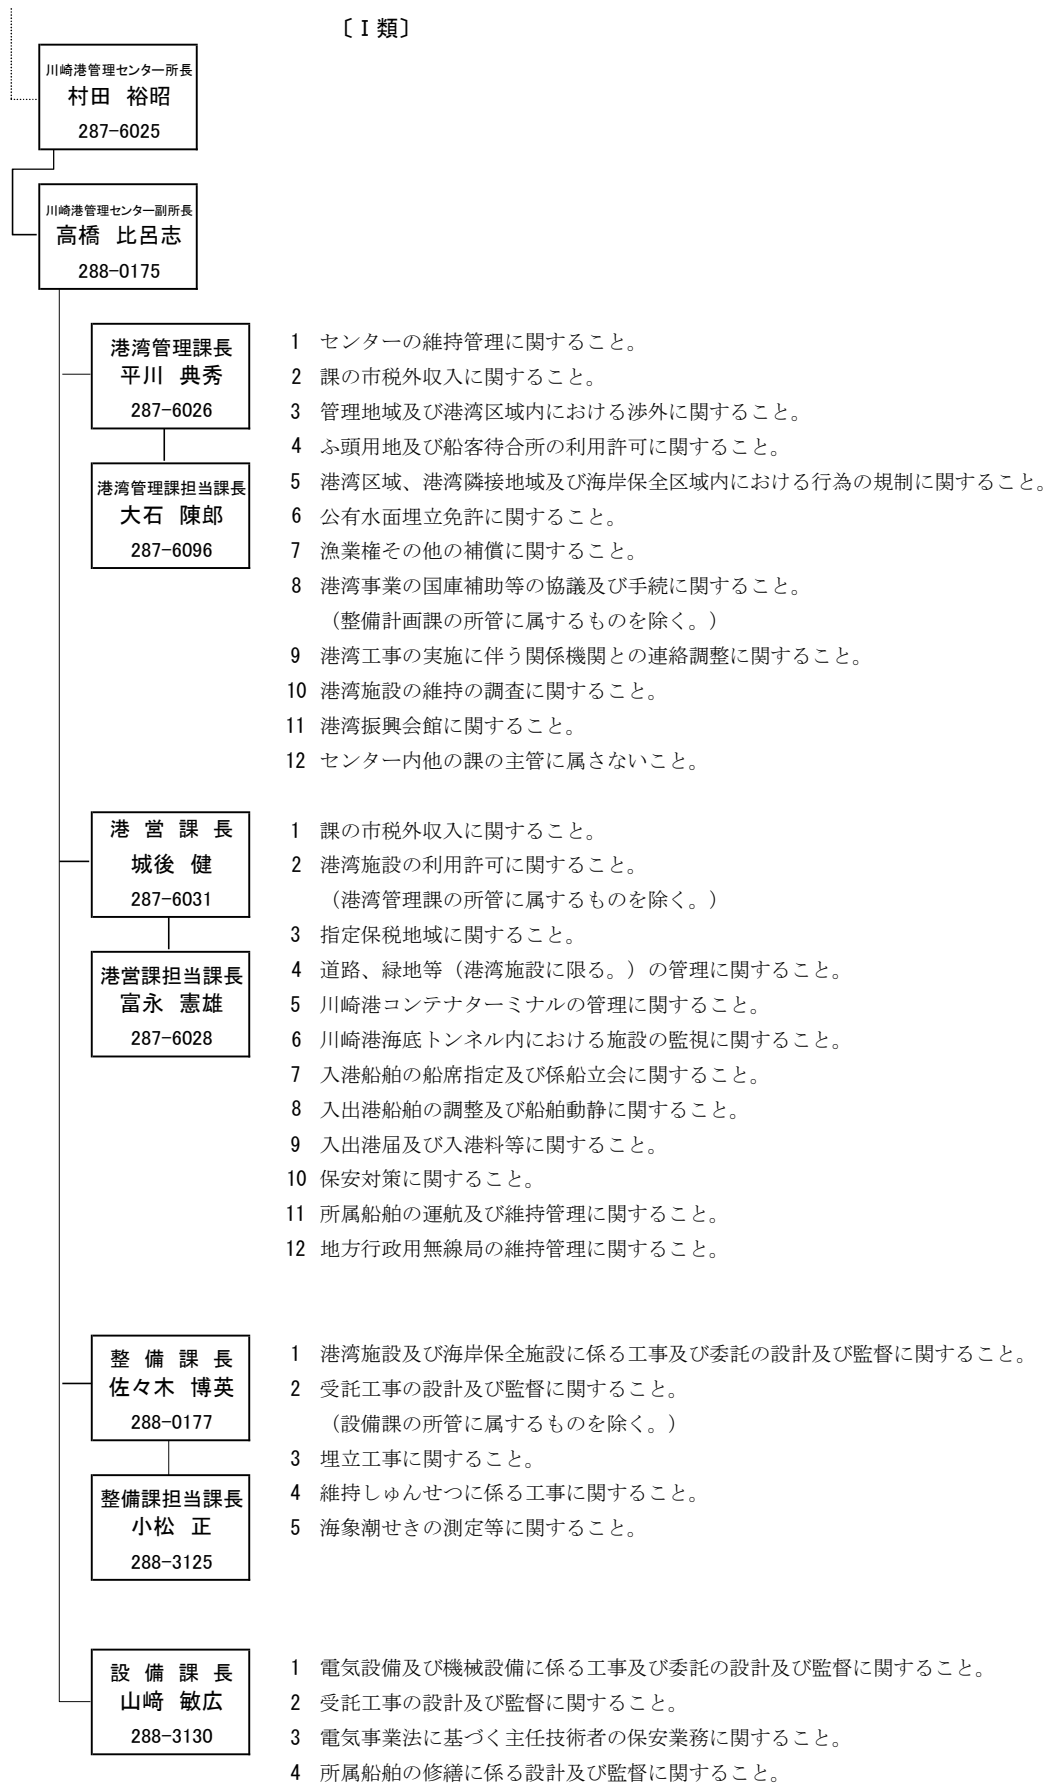 〔Ⅰ類〕
川崎港管理センター所長
村田 裕昭
287-6025
川崎港管理センター副所長
高橋 比呂志
288-0175
港湾管理課長
平川 典秀
287-6026
港湾管理課担当課長
大石 陳郎
287-6096
1 センターの維持管理に関すること。
2 課の市税外収入に関すること。
3 管理地域及び港湾区域内における渉外に関すること。
4 ふ頭用地及び船客待合所の利用許可に関すること。
5 港湾区域、港湾隣接地域及び海岸保全区域内における行為の規制に関すること。
6 公有水面埋立免許に関すること。
7 漁業権その他の補償に関すること。
8 港湾事業の国庫補助等の協議及び手続に関すること。
（整備計画課の所管に属するものを除く。）
9 港湾工事の実施に伴う関係機関との連絡調整に関すること。
10 港湾施設の維持の調査に関すること。
11 港湾振興会館に関すること。
12 センター内他の課の主管に属さないこと。
港営課長
城後 健
287-6031
港営課担当課長
富永 憲雄
287-6028
1 課の市税外収入に関すること。
2 港湾施設の利用許可に関すること。
（港湾管理課の所管に属するものを除く。）
3 指定保税地域に関すること。
4 道路、緑地等（港湾施設に限る。）の管理に関すること。
5 川崎港コンテナターミナルの管理に関すること。
6 川崎港海底トンネル内における施設の監視に関すること。
7 入港船舶の船席指定及び係船立会に関すること。
8 入出港船舶の調整及び船舶動静に関すること。
9 入出港届及び入港料等に関すること。
10 保安対策に関すること。
11 所属船舶の運航及び維持管理に関すること。
12 地方行政用無線局の維持管理に関すること。
整備課長
佐々木 博英
288-0177
整備課担当課長
小松 正
288-3125
1 港湾施設及び海岸保全施設に係る工事及び委託の設計及び監督に関すること。
2 受託工事の設計及び監督に関すること。
（設備課の所管に属するものを除く。）
3 埋立工事に関すること。
4 維持しゅんせつに係る工事に関すること。
5 海象潮せきの測定等に関すること。
設備課長
山﨑 敏広
288-3130
1 電気設備及び機械設備に係る工事及び委託の設計及び監督に関すること。
2 受託工事の設計及び監督に関すること。
3 電気事業法に基づく主任技術者の保安業務に関すること。
4 所属船舶の修繕に係る設計及び監督に関すること。